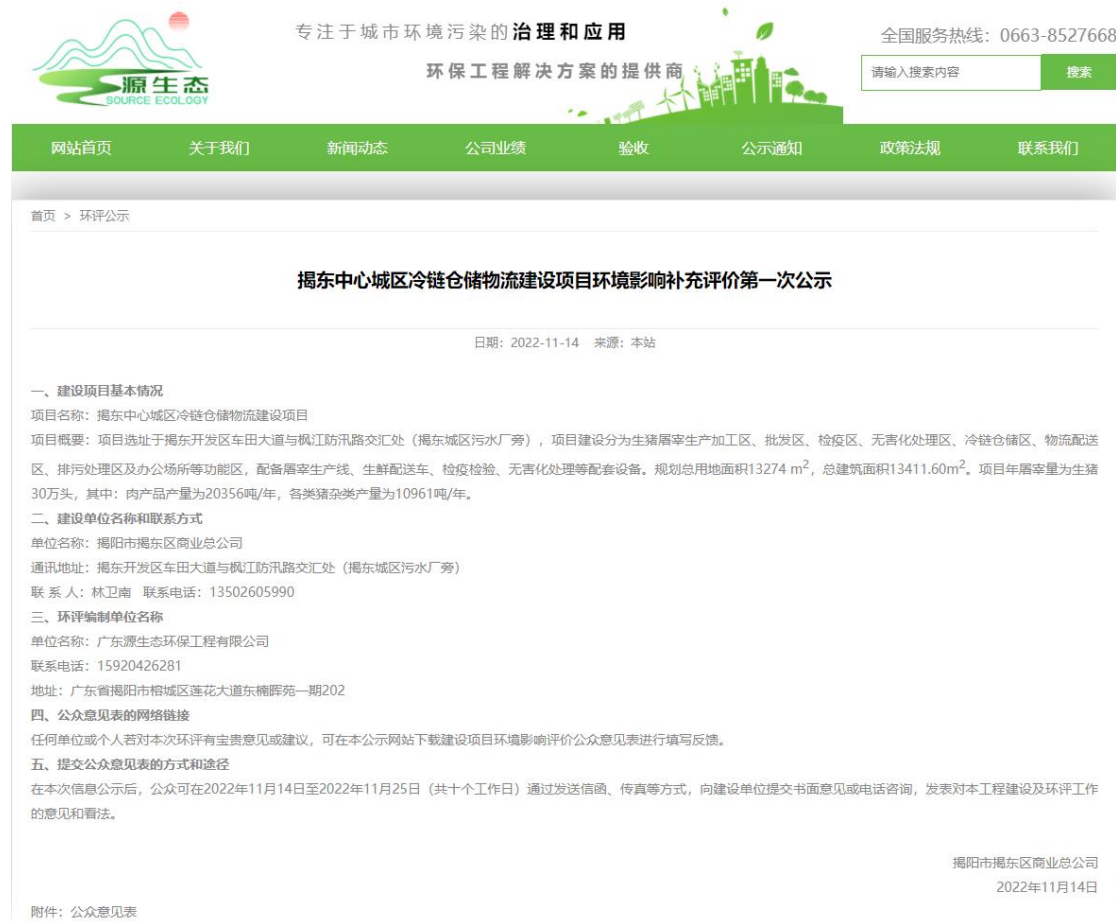 专注于城市环境污染的治理和应用
全国服务热线：0663-8527668
环保工程解决方案的提供商
请输入搜索内容
搜索
源生态
SOURCE ECOLOGY
网站首页
关于我们
新闻动态
公司业绩
验收
公示通知
政策法规
联系我们
首页 > 环评公示
揭东中心城区冷链仓储物流建设项目环境影响补充评价第一次公示
日期：2022-11-14 来源：本站
一、建设项目基本情况
项目名称：揭东中心城区冷链仓储物流建设项目
项目概要：项目选址于揭东开发区车田大道与枫江防汛路交汇处（揭东城区污水厂旁），项目建设分为生猪屠宰生产加工区、批发区、检疫区、无害化处理区、冷链仓储区、物流配送
区、排污处理区及办公场所等功能区，配备屠宰生产线、生鲜配送车、检疫检验、无害化处理等配套设备。规划总用地面积13274 m²，总建筑面积13411.60m²。项目年屠宰量为生猪
30万头，其中：肉产品产量为20356吨/年，各类猪杂类产量为10961吨/年。
二、建设单位名称和联系方式
单位名称：揭阳市揭东区商业总公司
通讯地址：揭东开发区车田大道与枫江防汛路交汇处（揭东城区污水厂旁）
联 系 人：林卫南 联系电话：13502605990
三、环评编制单位名称
单位名称：广东源生态环保工程有限公司
联系电话：15920426281
地址：广东省揭阳市榕城区莲花大道东楠晖苑一期202
四、公众意见表的网络链接
任何单位或个人若对本次环评有宝贵意见或建议，可在本公示网站下载建设项目环境影响评价公众意见表进行填写反馈。
五、提交公众意见表的方式和途径
在本次信息公示后，公众可在2022年11月14日至2022年11月25日（共十个工作日）通过发送信函、传真等方式，向建设单位提交书面意见或电话咨询，发表对本工程建设及环评工作
的意见和看法。
揭阳市揭东区商业总公司
2022年11月14日
附件：公众意见表